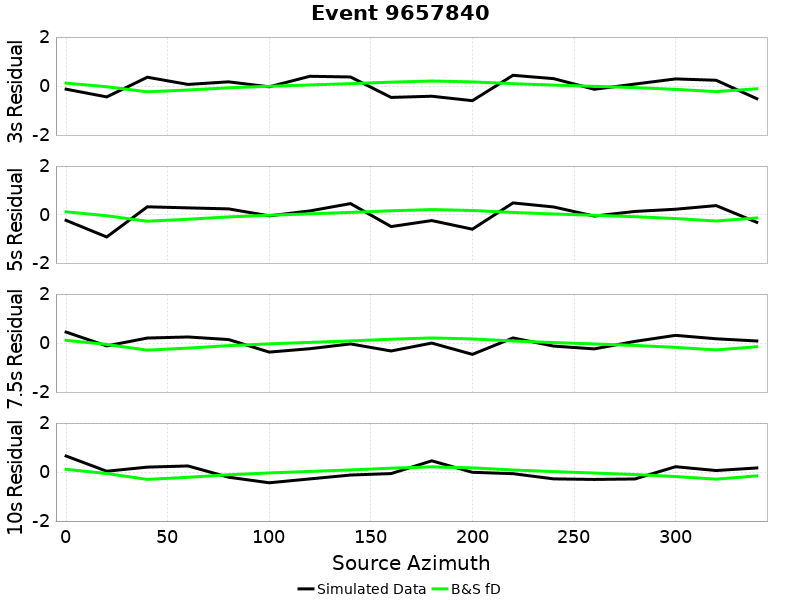 Event 9657840
3s Residual
2
0
-2
5s Residual
2
0
-2
7.5s Residual
2
0
-2
10s Residual
2
0
-2
0 50 100 150 200 250 300
Source Azimuth
Simulated Data B&S fD